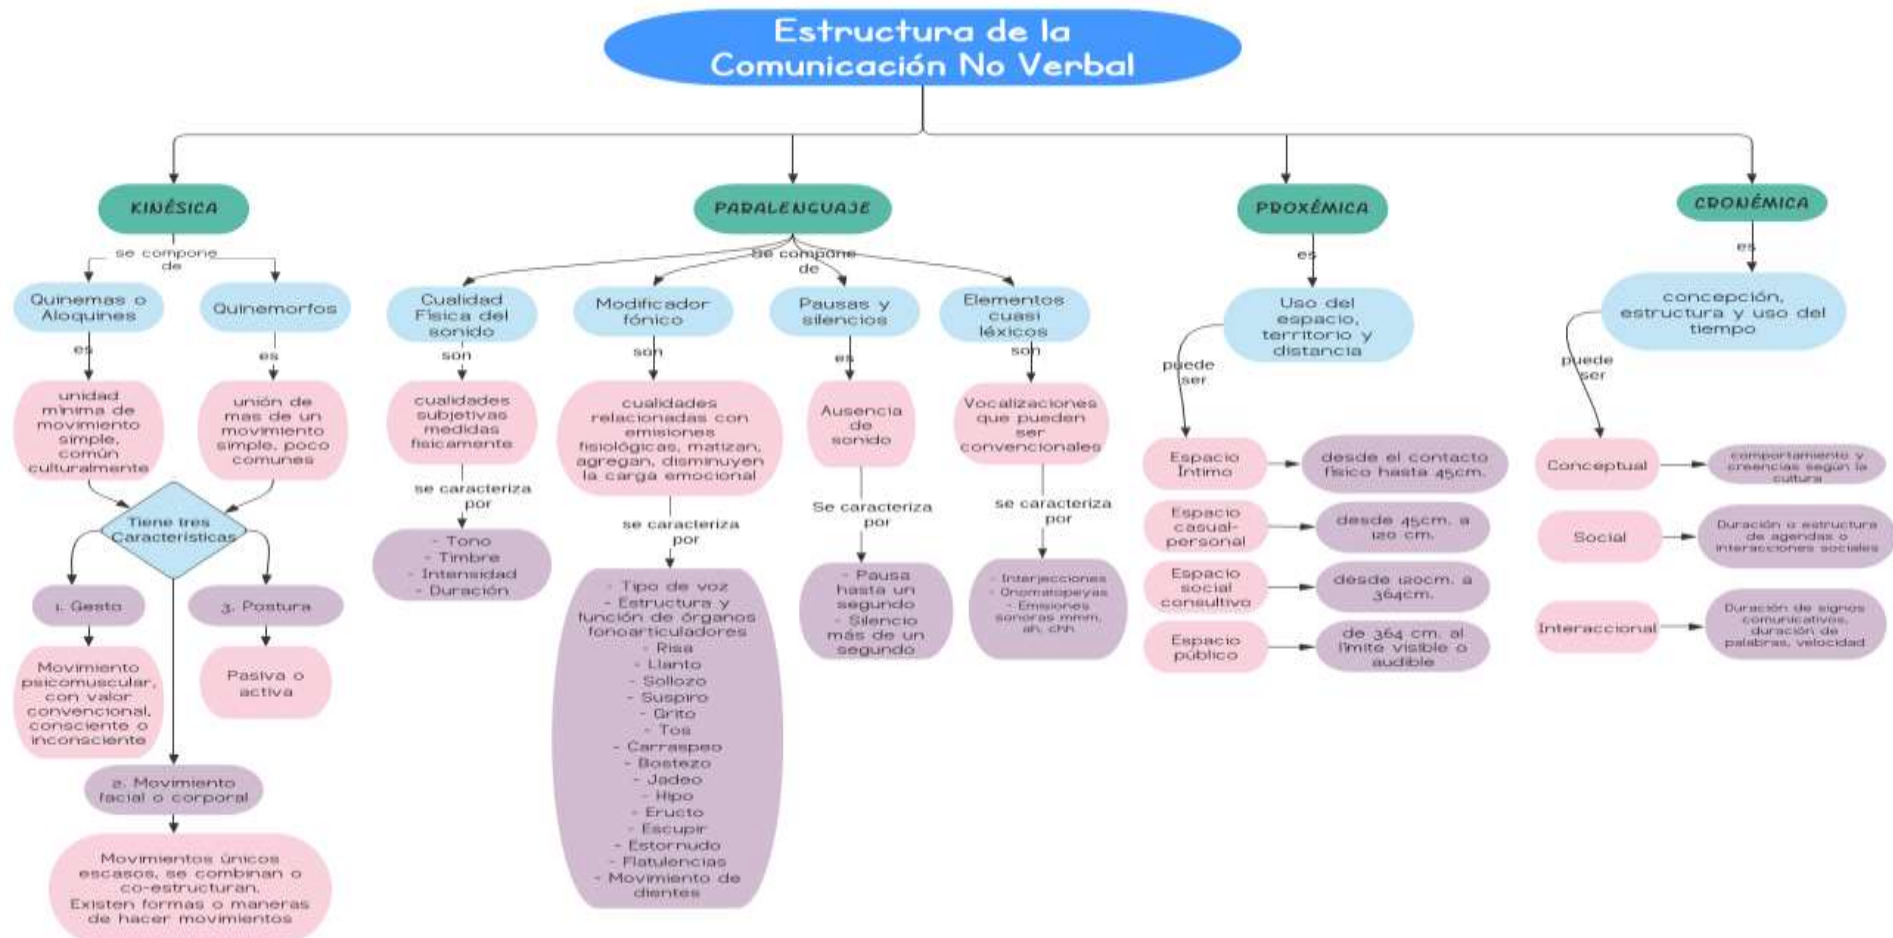 Estructura de la
Comunicación No Verbal
KINÉSICA
se compone
de
Quinemas o
Aloquines
es
unidad
mínima de
movimiento
simple,
común
culturalmente
Quinemorfos
es
unión de
mas de un
movimiento
simple, poco
comunes
Tiene tres
Características
1. Gesto
Movimiento
psicomuscular,
con valor
convencional,
consciente o
inconsciente
3. Postura
Pasiva o
activa
2. Movimiento
facial o corporal
Movimientos únicos
escasos, se combinan o
co-estructuran.
Existen formas o maneras
de hacer movimientos
PARALENGUAJE
Se compone
de
Cualidad
Física del
sonido
son
cualidades
subjetivas
medidas
físicamente
se caracteriza
por
- Tono
- Timbre
- Intensidad
- Duración
Modificador
fónico
son
cualidades
relacionadas con
emisiones
fisiológicas, matizan,
agregan, disminuyen
la carga emocional
se caracteriza
por
- Tipo de voz
- Estructura y
función de órganos
fonoarticuladores
- Risa
- Llanto
- Sollozo
- Suspiro
- Grito
- Tos
- Carraspeo
- Bostezo
- Jadeo
- Hipo
- Eructo
- Escupir
- Estornudo
- Flatulencias
- Movimiento de
dientes
Pausas y
silencios
es
Ausencia
de
sonido
Se caracteriza
por
- Pausa
hasta un
segundo
- Silencio
más de un
segundo
Elementos
cuasi
léxicos
son
Vocalizaciones
que pueden
ser
convencionales
se caracteriza
por
- Interjecciones
- Onomatopeyas
- Emisiones
sonoras mmm,
ah, chh
PROXÉMICA
es
Uso del
espacio,
territorio y
distancia
puede
ser
Espacio
Íntimo
desde el contacto
físico hasta 45cm.
Espacio
casual-
personal
desde 45cm. a
120 cm.
Espacio
social
consultivo
desde 120cm. a
364cm.
Espacio
público
de 364 cm. al
límite visible o
audible
CRONÉMICA
es
concepción,
estructura y uso del
tiempo
puede
ser
Conceptual
comportamiento y
creencias según la
cultura
Social
Duración o estructura
de agendas o
interacciones sociales
Interaccional
Duración de signos
comunicativos,
duración de
palabras, velocidad